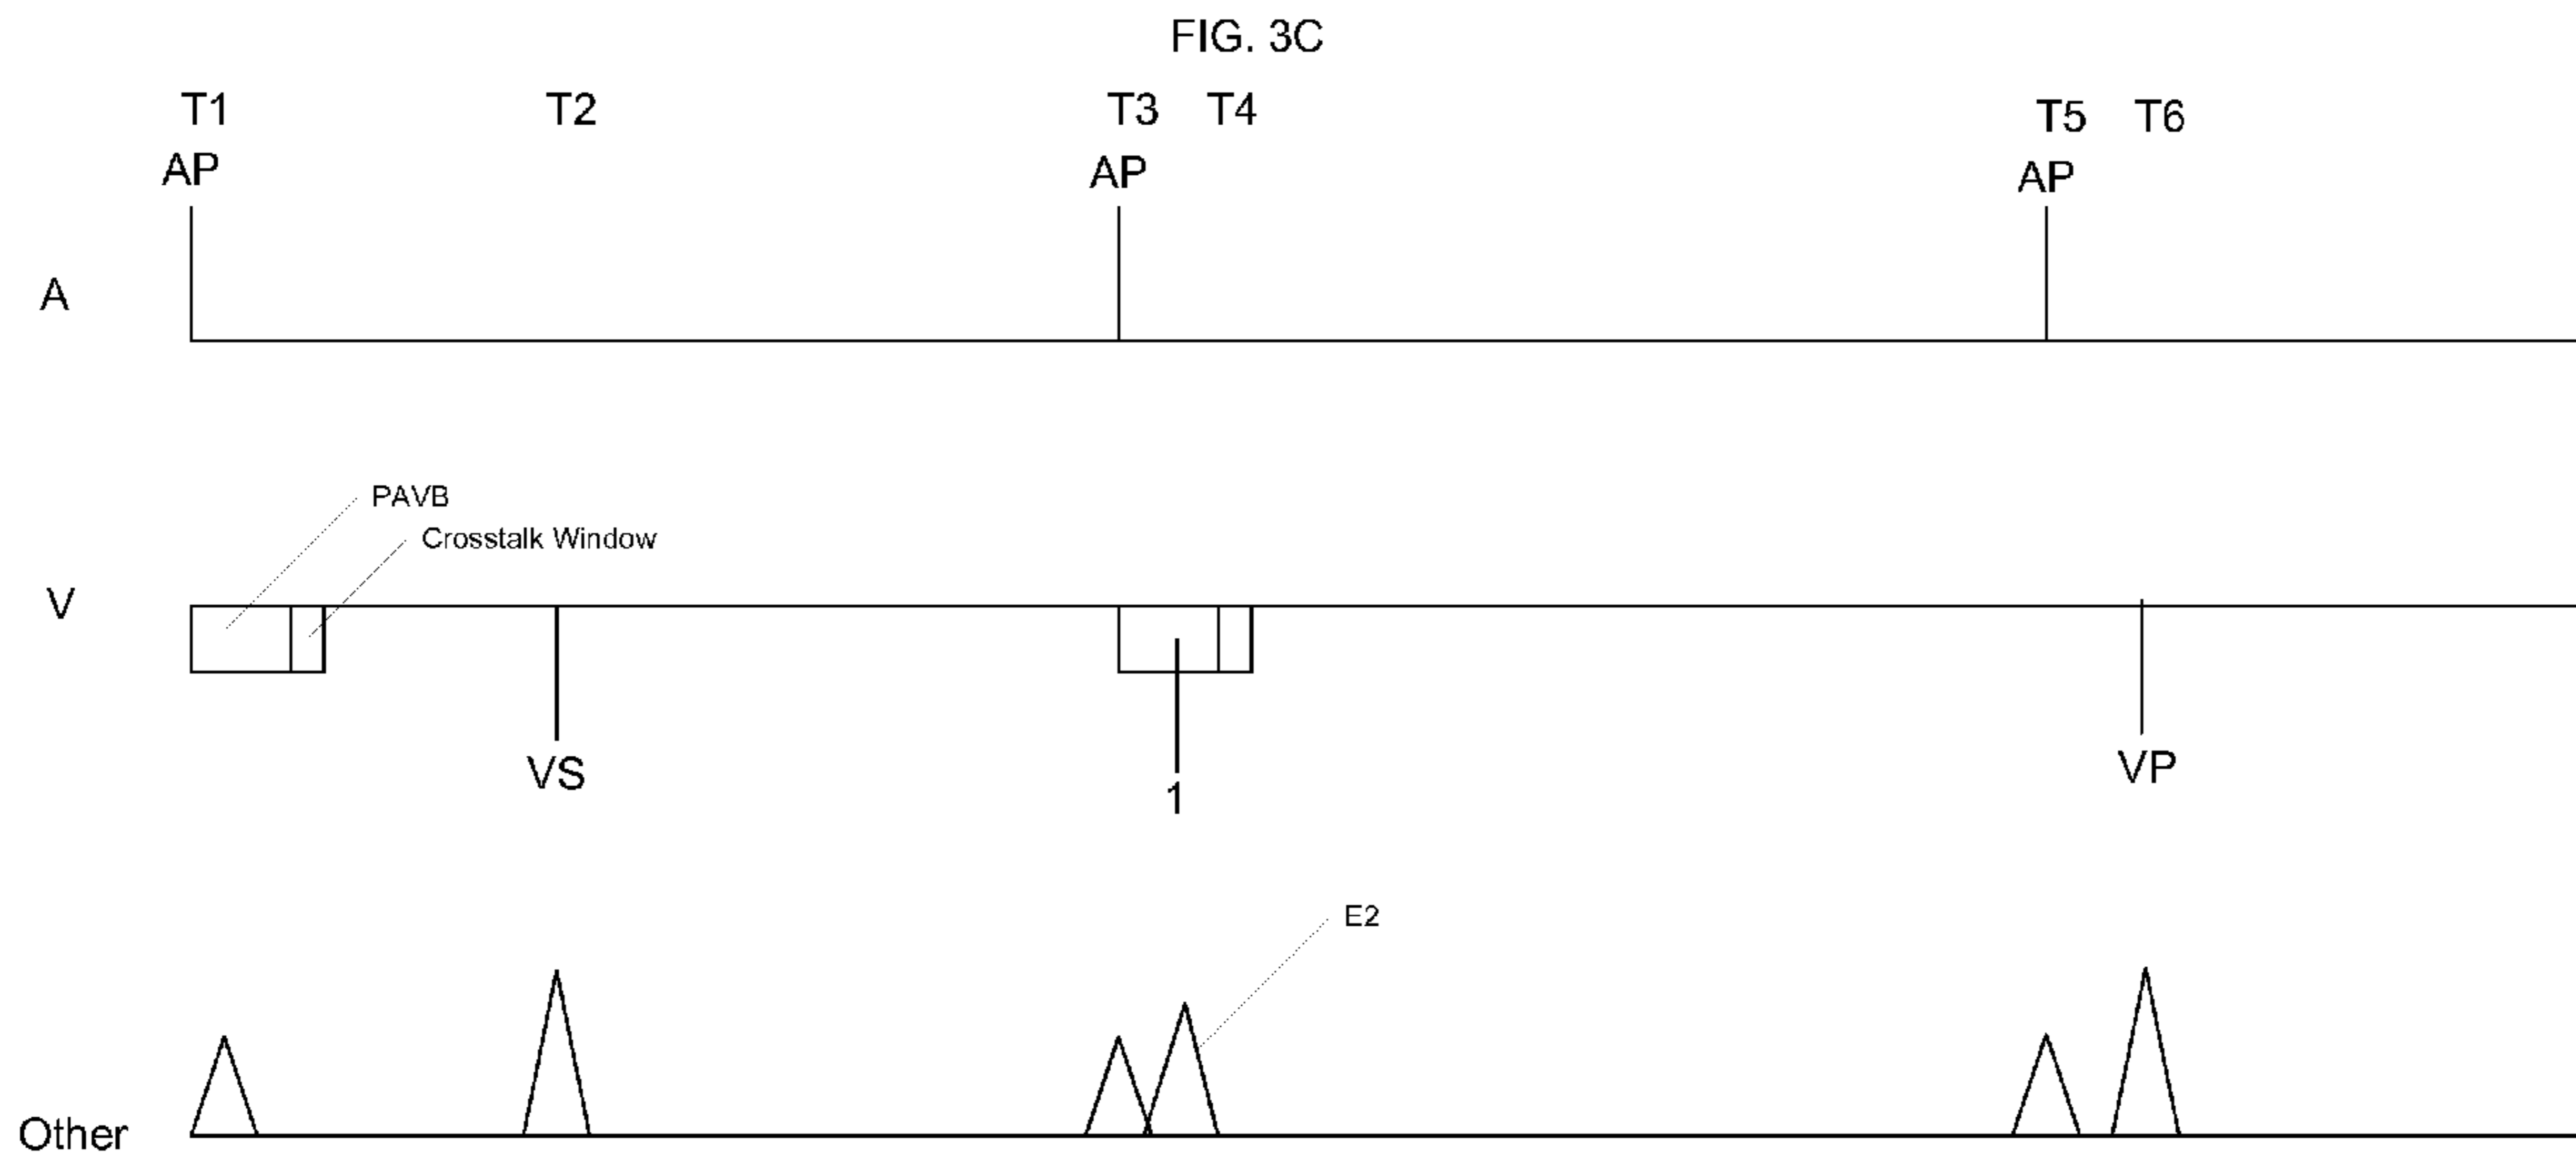 FIG. 3C
T1 T2 T3 T4 T5 T6
AP AP AP
A
PAVB
Crosstalk Window
V
VS 1 VP
E2
Other